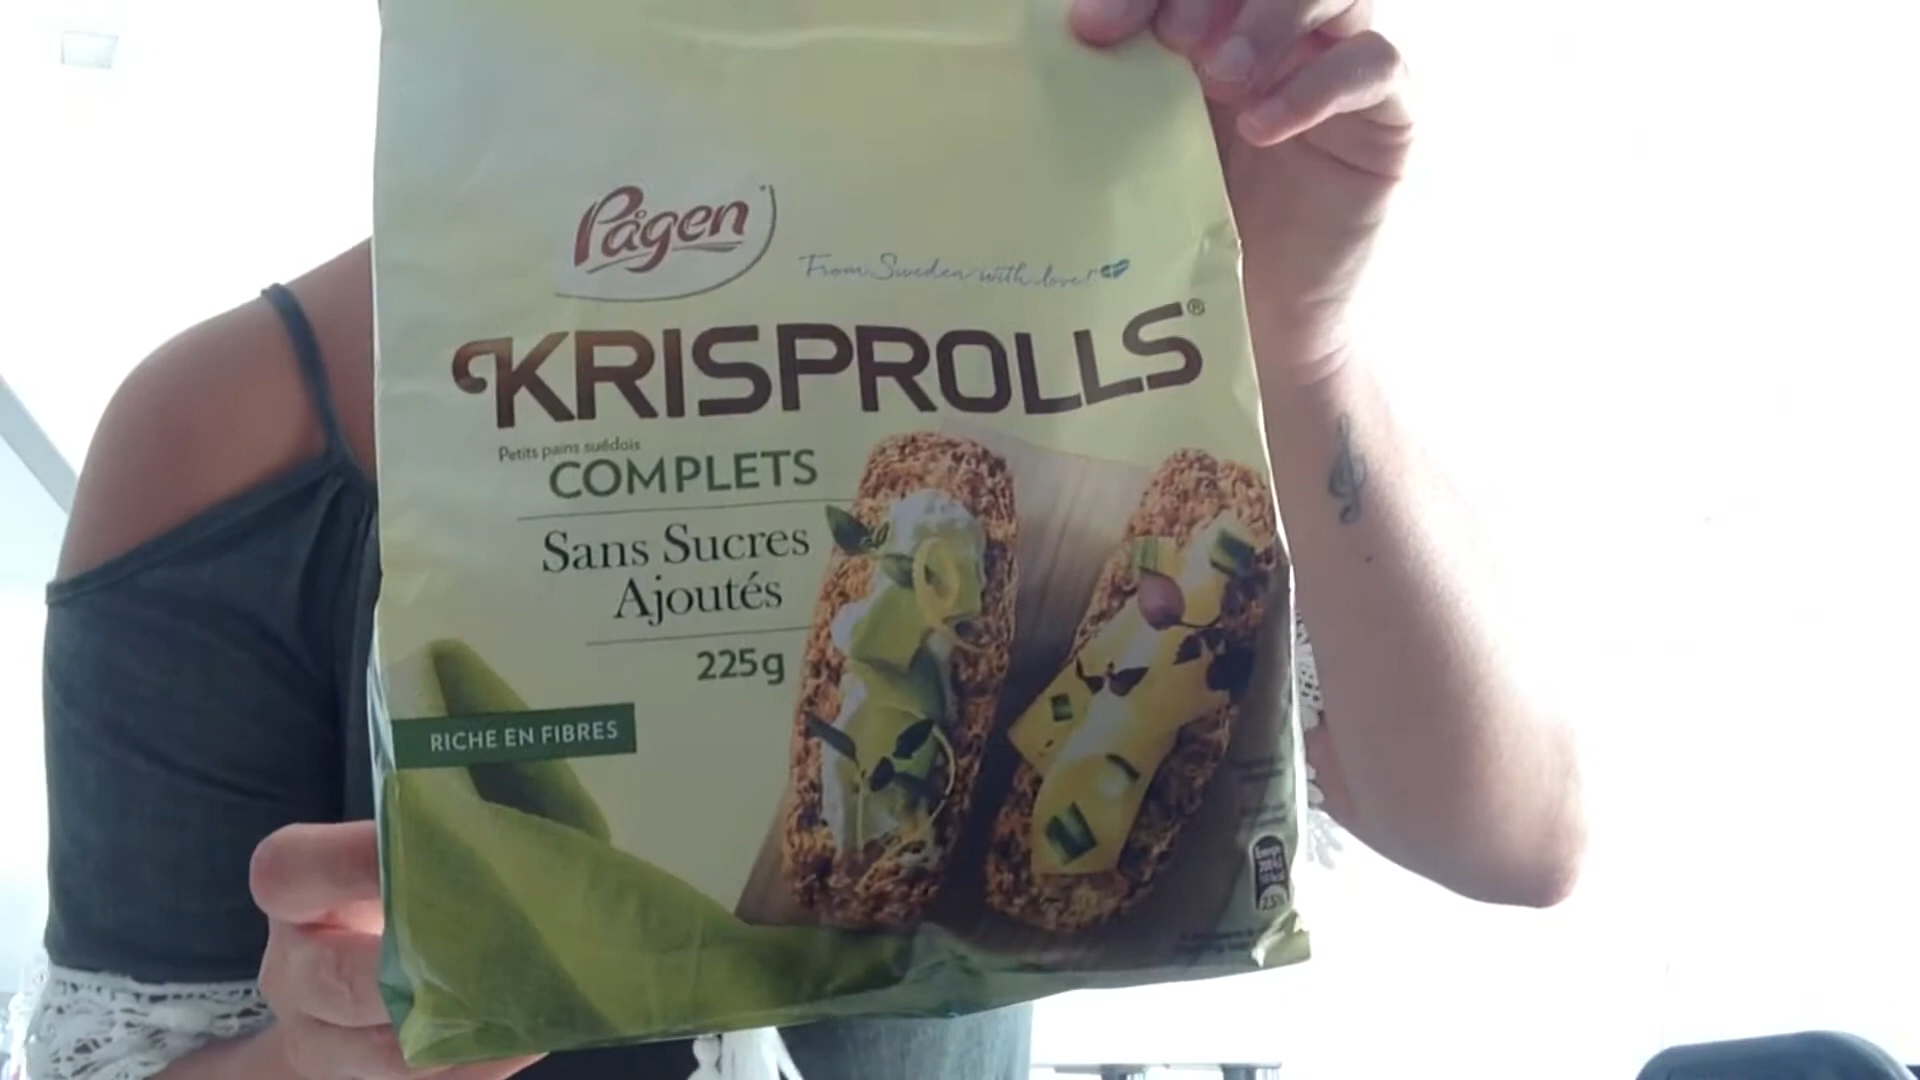 Pågen
From Sweden with love!
KRISPROLLS®
Petits pains suédois
COMPLETS
Sans Sucres
Ajoutés
225g
RICHE EN FIBRES